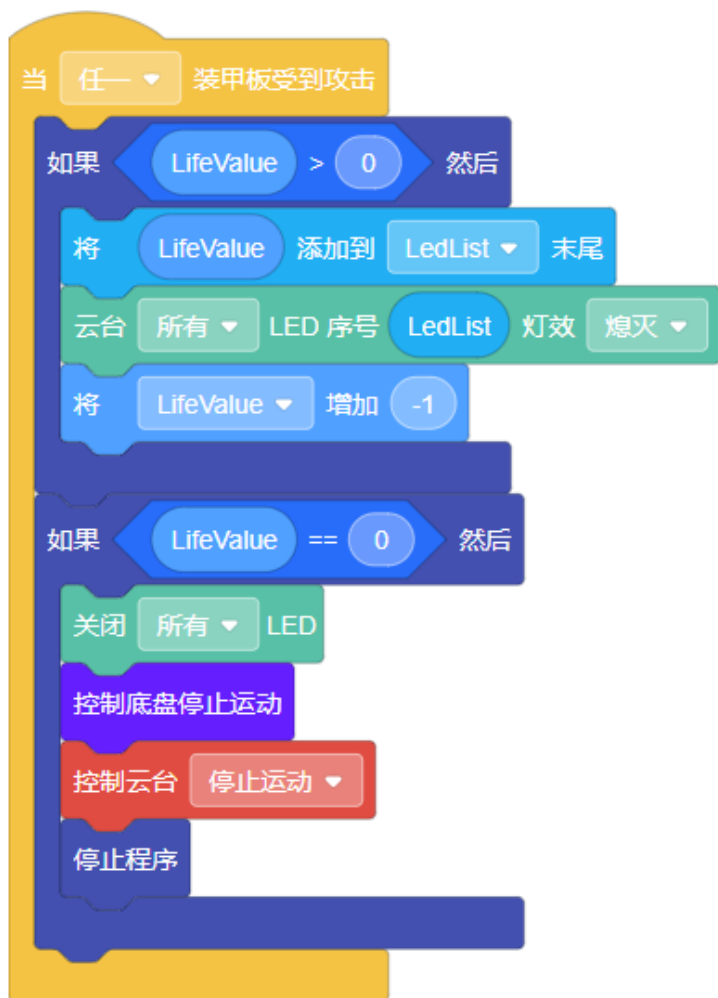 当 任一 装甲板受到攻击
如果 LifeValue > 0 然后
将 LifeValue 添加到 LedList 末尾
云台 所有 LED 序号 LedList 灯效 熄灭
将 LifeValue 增加 -1
如果 LifeValue == 0 然后
关闭 所有 LED
控制底盘停止运动
控制云台 停止运动
停止程序